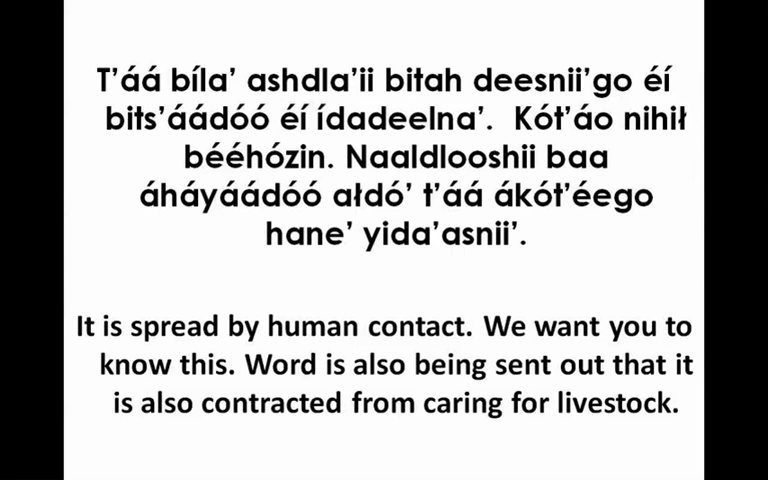 T’áá bíla’ ashdla’ii bitah deesnii’go éí
bits’áádóó éí ídadeelna’. Kót’áo nihił
bééhózin. Naaldlooshii baa
áháyáádóó ałdó’ t’áá ákót’éego
hane’ yida’asnii’.
It is spread by human contact. We want you to
know this. Word is also being sent out that it
is also contracted from caring for livestock.